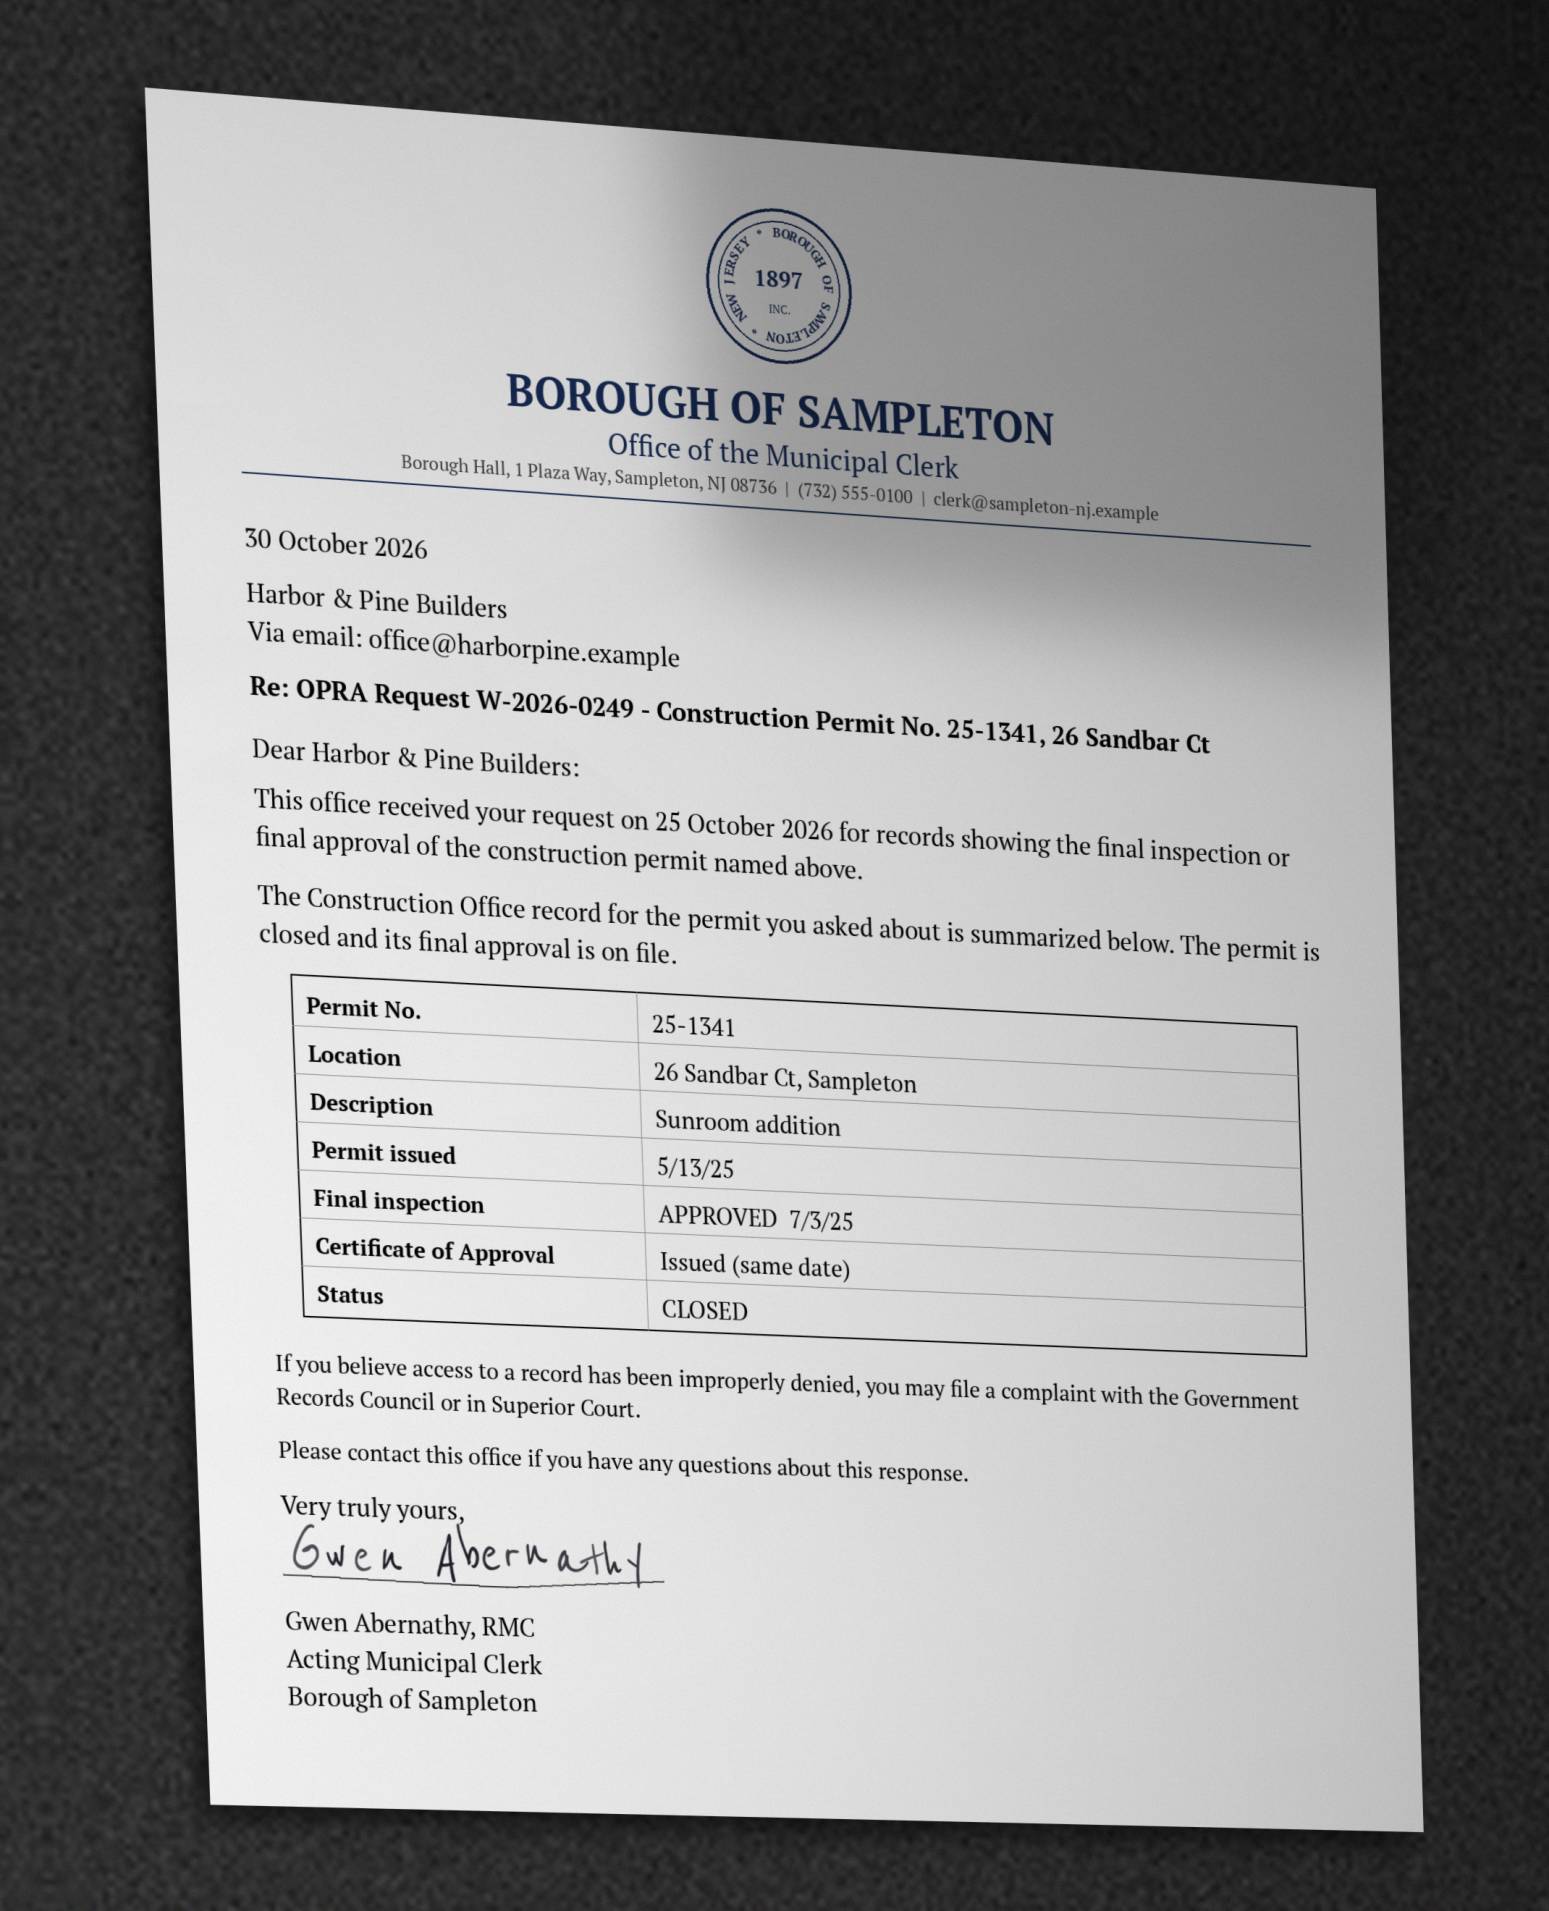 BOROUGH OF SAMPLETON * NEW JERSEY *
1897
INC.
BOROUGH OF SAMPLETON
Office of the Municipal Clerk
Borough Hall, 1 Plaza Way, Sampleton, NJ 08736 | (732) 555-0100 | clerk@sampleton-nj.example
30 October 2026
Harbor & Pine Builders
Via email: office@harborpine.example
Re: OPRA Request W-2026-0249 - Construction Permit No. 25-1341, 26 Sandbar Ct
Dear Harbor & Pine Builders:
This office received your request on 25 October 2026 for records showing the final inspection or
final approval of the construction permit named above.
The Construction Office record for the permit you asked about is summarized below. The permit is
closed and its final approval is on file.
Permit No. 25-1341
Location 26 Sandbar Ct, Sampleton
Description Sunroom addition
Permit issued 5/13/25
Final inspection APPROVED 7/3/25
Certificate of Approval Issued (same date)
Status CLOSED
If you believe access to a record has been improperly denied, you may file a complaint with the Government
Records Council or in Superior Court.
Please contact this office if you have any questions about this response.
Very truly yours,
Gwen Abernathy
Gwen Abernathy, RMC
Acting Municipal Clerk
Borough of Sampleton